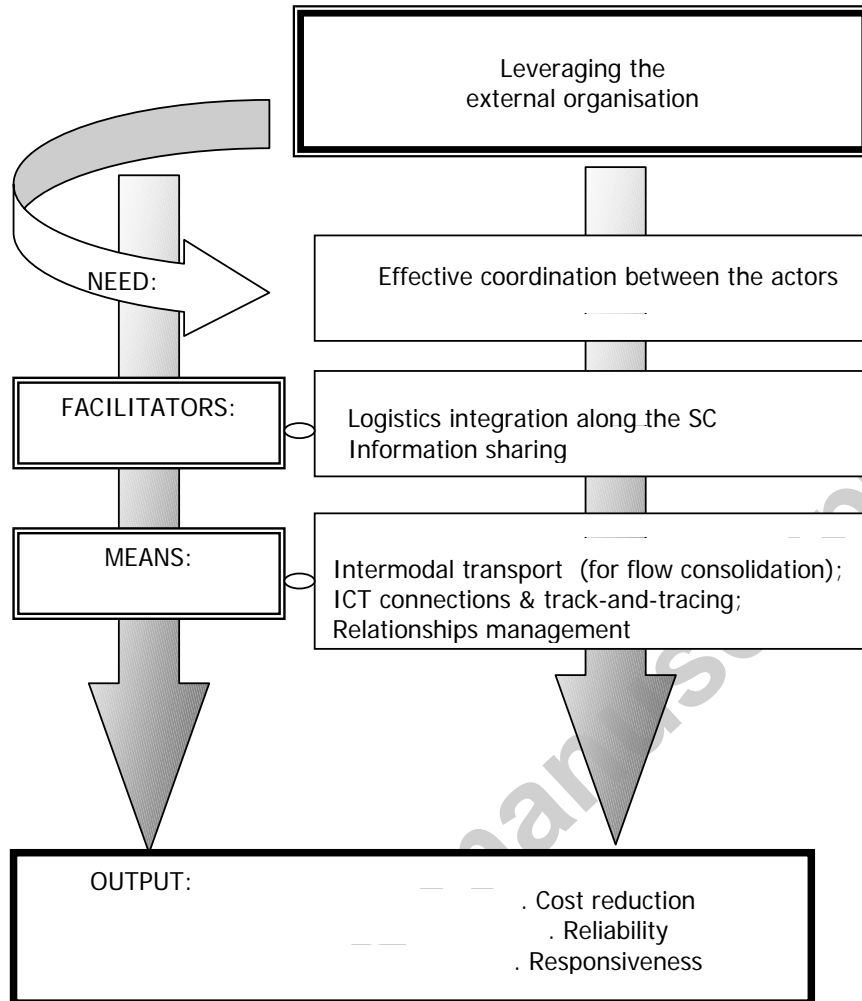 Leveraging the
external organisation
NEED:
Effective coordination between the actors
FACILITATORS:
Logistics integration along the SC
Information sharing
MEANS:
Intermodal transport (for flow consolidation);
ICT connections & track-and-tracing;
Relationships management
OUTPUT:
. Cost reduction
. Reliability
. Responsiveness